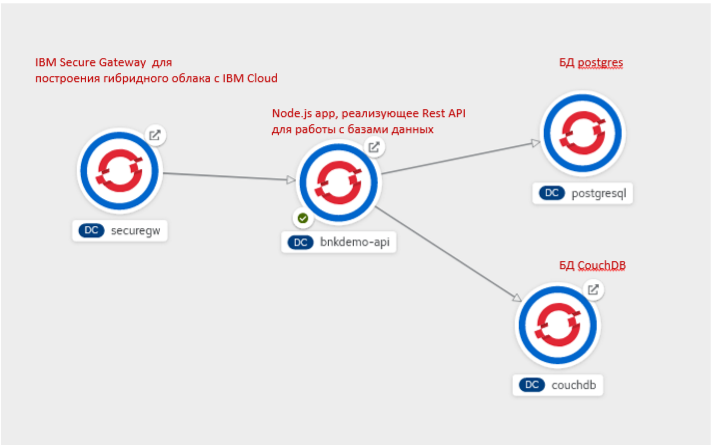 IBM Secure Gateway для
построения гибридного облака с IBM Cloud
БД postgres
Node.js app, реализующее Rest API
для работы с базами данных
DC securegw
DC bnkdemo-api
DC postgresql
БД CouchDB
DC couchdb